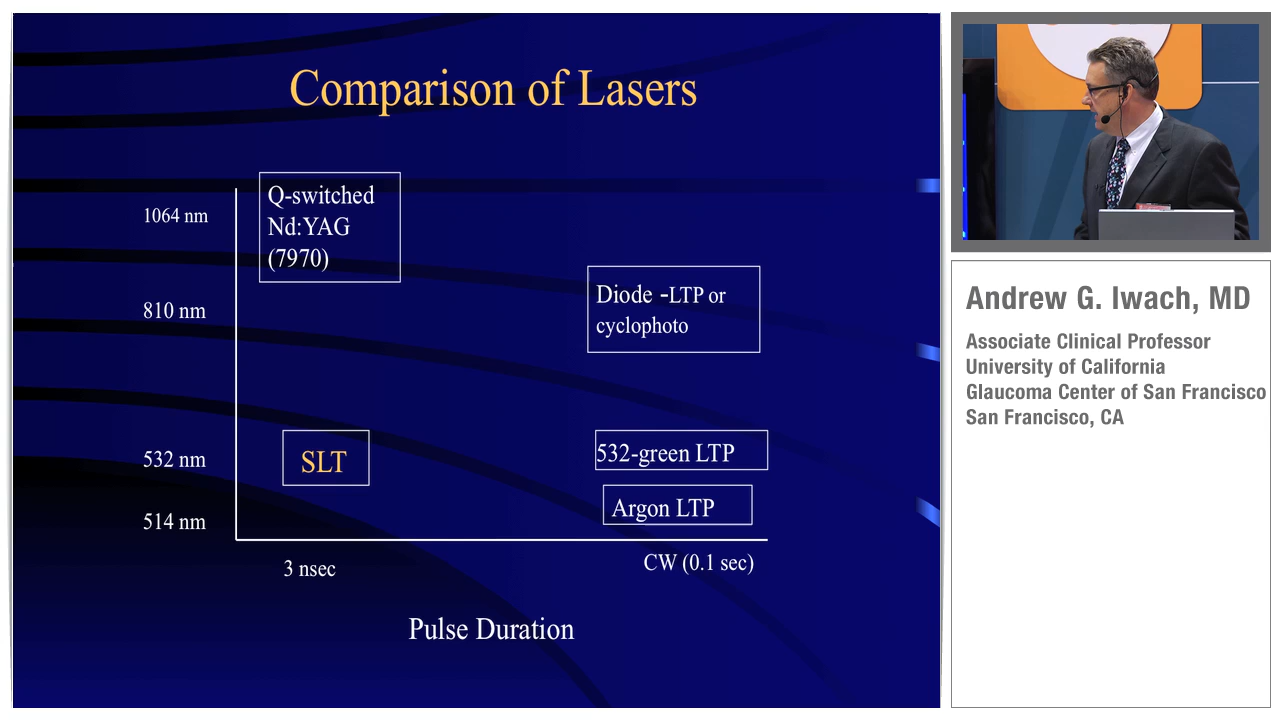 Comparison of Lasers
1064 nm
810 nm
532 nm
514 nm
Q-switched
Nd:YAG
(7970)
Diode -LTP or
cyclophoto
SLT
532-green LTP
Argon LTP
3 nsec
CW (0.1 sec)
Pulse Duration
Andrew G. Iwach, MD
Associate Clinical Professor
University of California
Glaucoma Center of San Francisco
San Francisco, CA